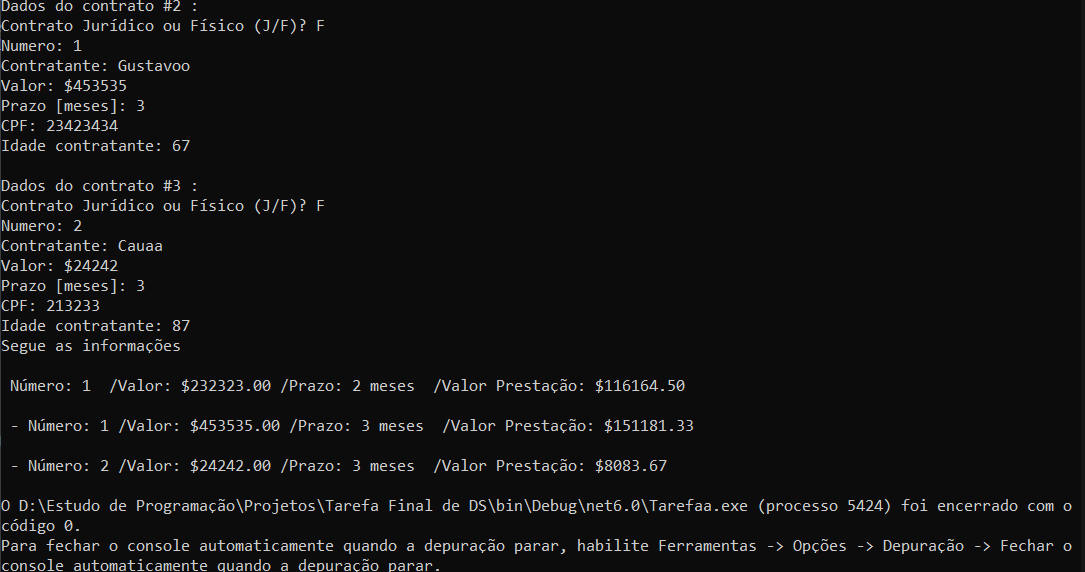 Dados do contrato #2 :
Contrato Jurídico ou Físico (J/F)? F
Numero: 1
Contratante: Gustavoo
Valor: $453535
Prazo [meses]: 3
CPF: 23423434
Idade contratante: 67
Dados do contrato #3 :
Contrato Jurídico ou Físico (J/F)? F
Numero: 2
Contratante: Cauaa
Valor: $24242
Prazo [meses]: 3
CPF: 213233
Idade contratante: 87
Segue as informações
Número: 1  /Valor: $232323.00 /Prazo: 2 meses  /Valor Prestação: $116164.50
- Número: 1 /Valor: $453535.00 /Prazo: 3 meses  /Valor Prestação: $151181.33
- Número: 2 /Valor: $24242.00 /Prazo: 3 meses  /Valor Prestação: $8083.67
O D:\Estudo de Programação\Projetos\Tarefa Final de DS\bin\Debug\net6.0\Tarefaa.exe (processo 5424) foi encerrado com o
código 0.
Para fechar o console automaticamente quando a depuração parar, habilite Ferramentas -> Opções -> Depuração -> Fechar o
console automaticamente quando a depuração parar.